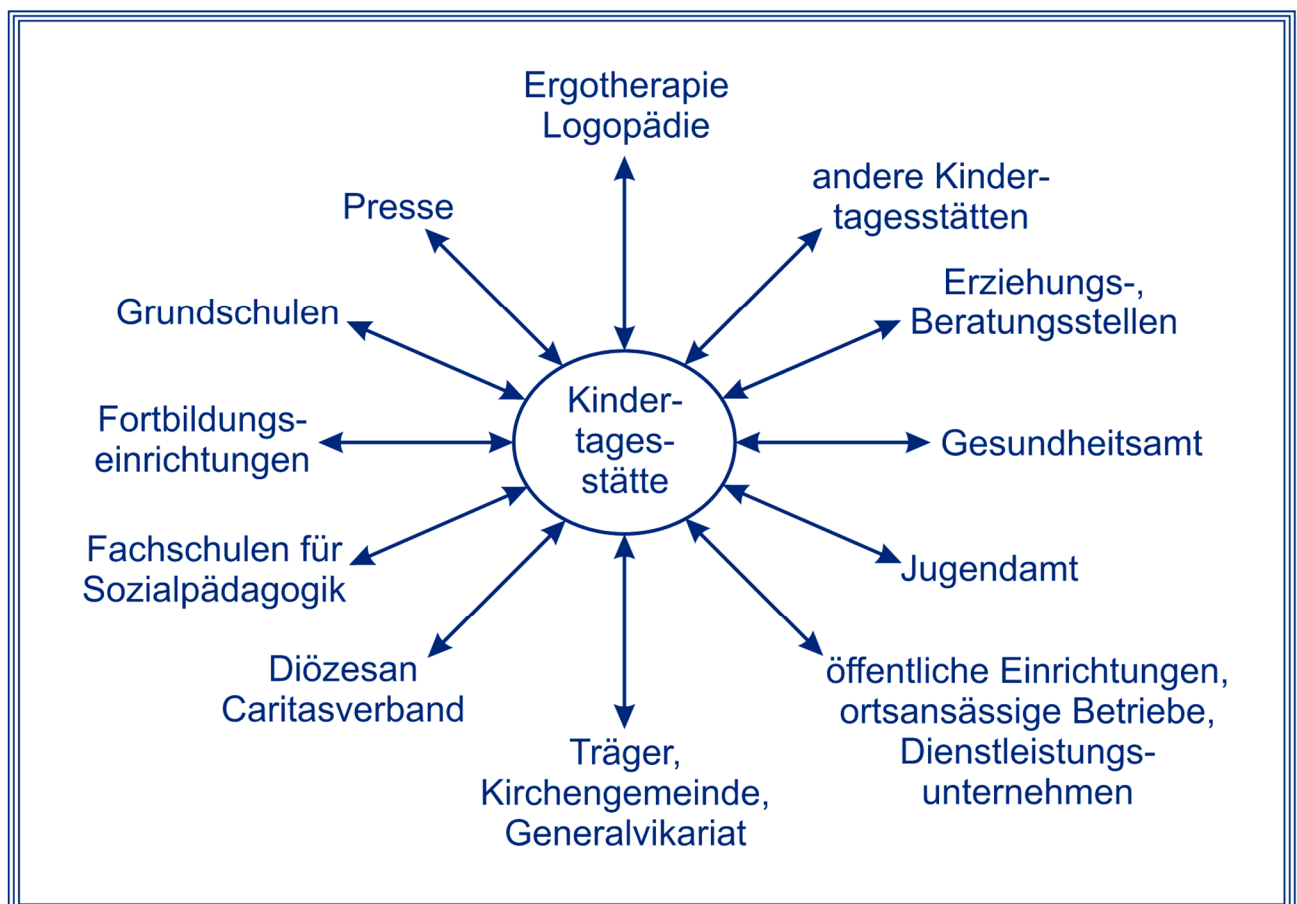 Ergotherapie
Logopädie
andere Kinder-
tagesstätten
Presse
Erziehungs-,
Beratungsstellen
Grundschulen
Kinder-
tages-
stätte
Fortbildungs-
einrichtungen
Gesundheitsamt
Fachschulen für
Sozialpädagogik
Jugendamt
Diözesan
Caritasverband
öffentliche Einrichtungen,
ortsansässige Betriebe,
Dienstleistungs-
unternehmen
Träger,
Kirchengemeinde,
Generalvikariat